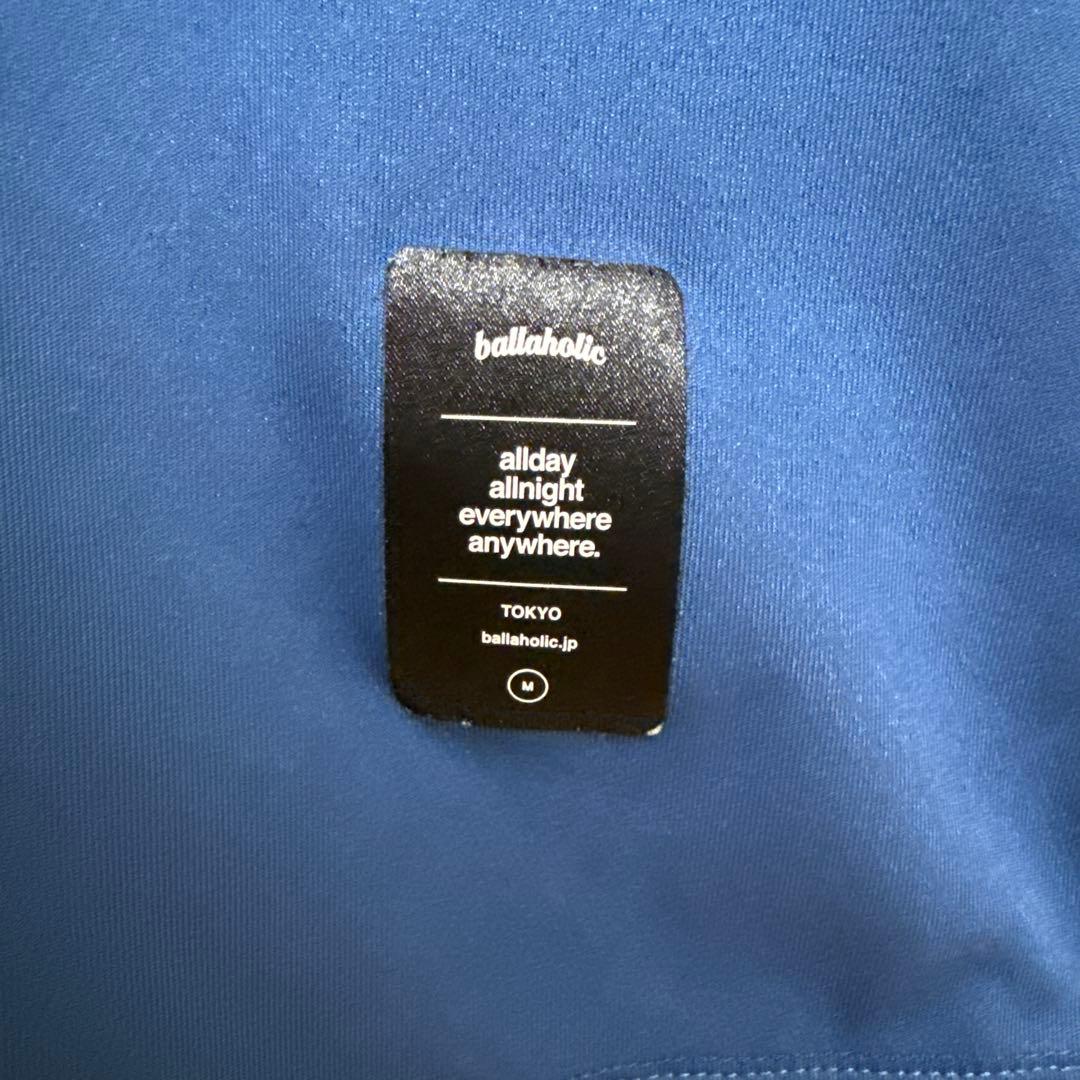 ballaholic
allday
allnight
everywhere
anywhere.
TOKYO
ballaholic.jp
M